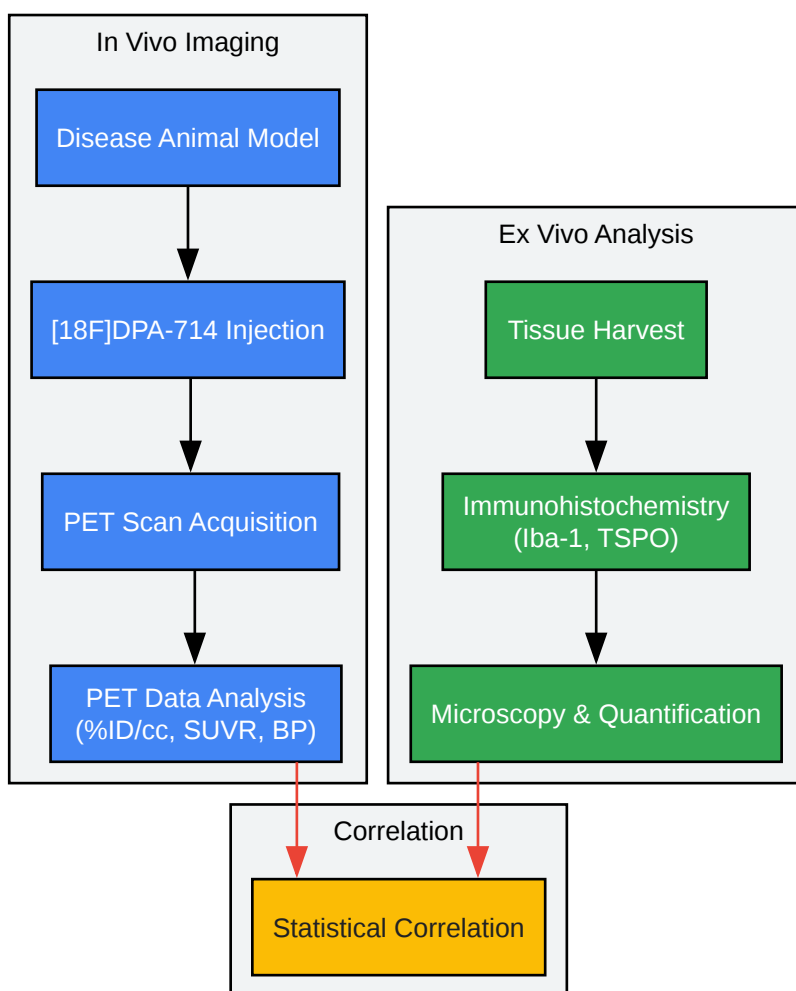 In Vivo Imaging
Disease Animal Model
[18F]DPA-714 Injection
PET Scan Acquisition
PET Data Analysis
(%ID/cc, SUVR, BP)
Ex Vivo Analysis
Tissue Harvest
Immunohistochemistry
(Iba-1, TSPO)
Microscopy & Quantification
Correlation
Statistical Correlation